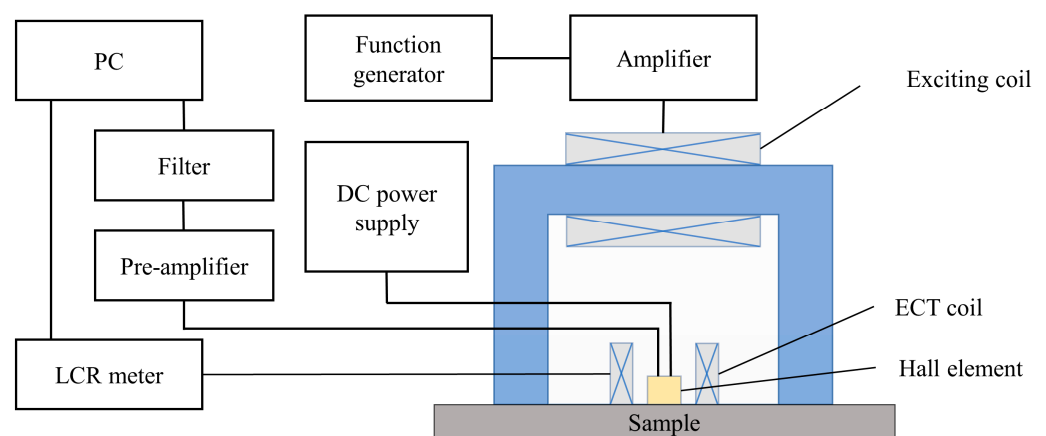 PC
Function
generator
Amplifier
Exciting coil
Filter
DC power
supply
Pre-amplifier
ECT coil
LCR meter
Hall element
Sample